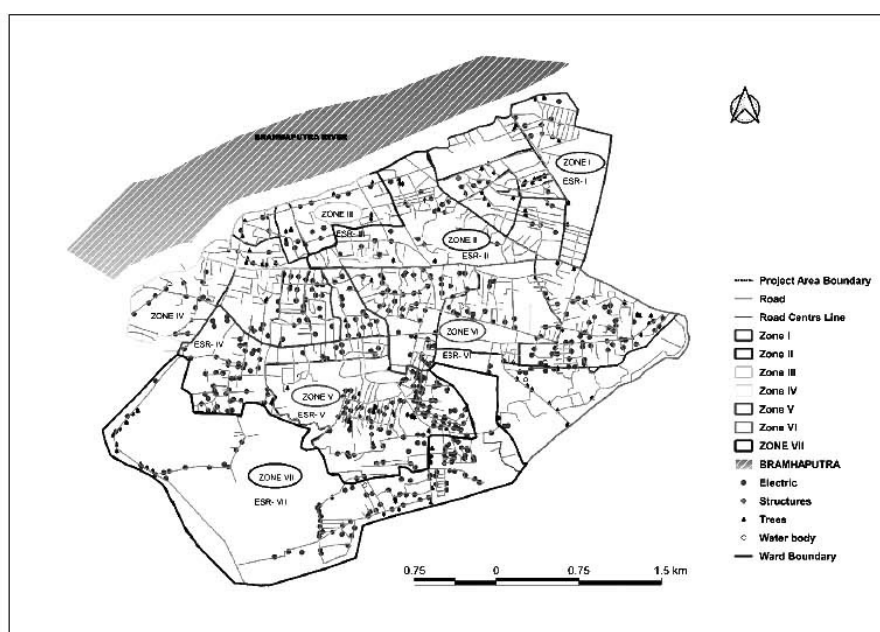 BRAMHAPUTRA RIVER
ZONE I
ESR- I
ZONE III
ESR- III
ZONE II
ESR- II
ZONE IV
ESR- IV
ZONE VI
ESR- VI
ZONE V
ESR- V
ZONE VII
ESR- VII
Project Area Boundary
Road
Road Centrs Line
Zone I
Zone II
Zone III
Zone IV
Zone V
Zone VI
ZONE VII
BRAMHAPUTRA
Electric
Structures
Trees
Water body
Ward Boundary
0.75 0 0.75 1.5 km